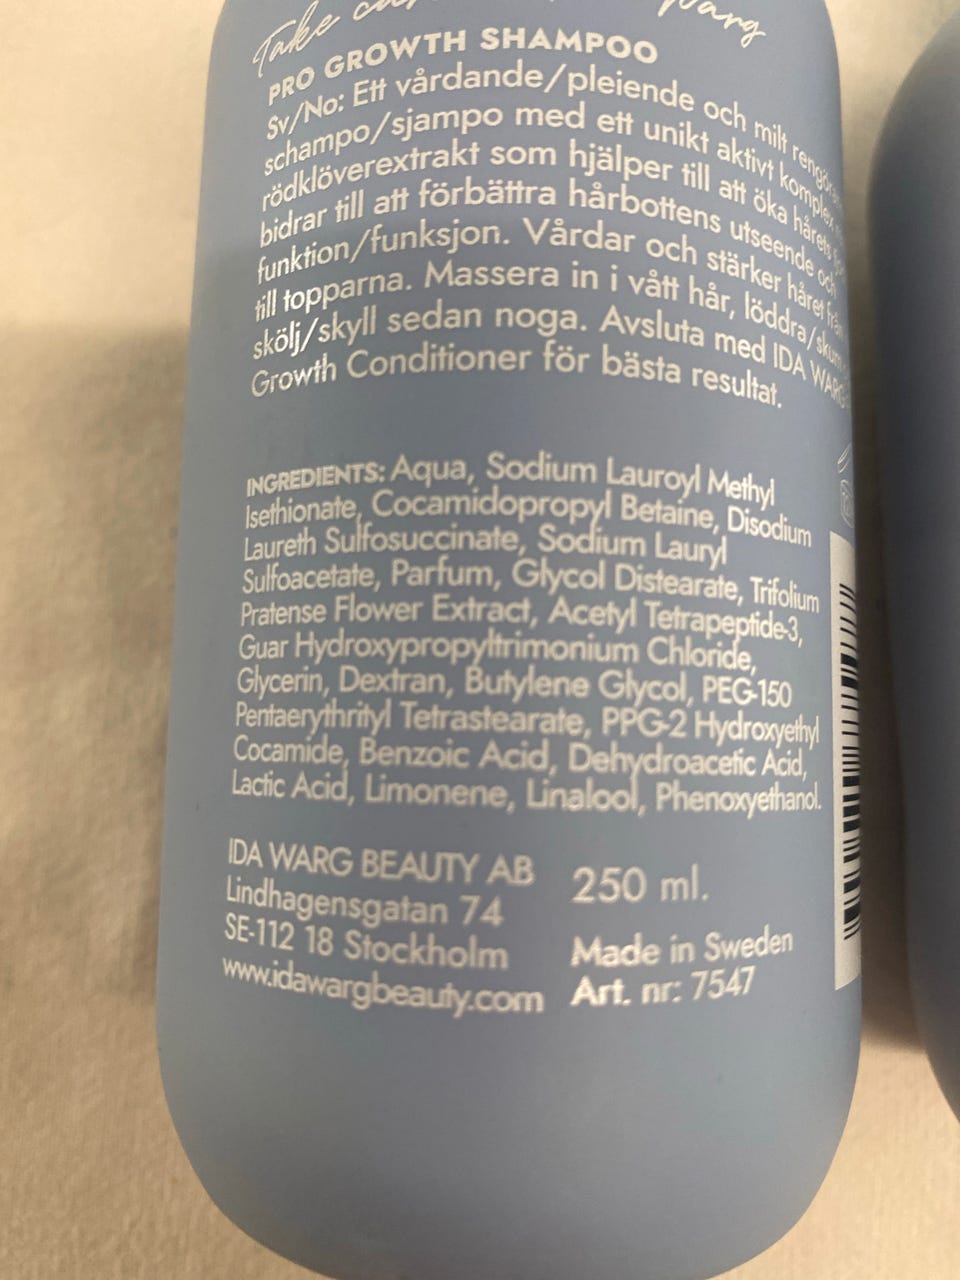 Take
PRO GROWTH SHAMPOO
Sv/No: Ett vårdande/pleiende och milt
schampo/sjampo med ett unikt aktivt komplex
rödklöverextrakt som hjälper till att öka hårets
bidrar till att förbättra hårbottens utseende och
funktion/funksjon. Vårdar och stärker håret från
till topparna. Massera in i vått hår, löddra/
skölj/skyll sedan noga. Avsluta med IDA WARG
Growth Conditioner för bästa resultat.
INGREDIENTS: Aqua, Sodium Lauroyl Methyl
Isethionate, Cocamidopropyl Betaine, Disodium
Laureth Sulfosuccinate, Sodium Lauryl
Sulfoacetate, Parfum, Glycol Distearate, Trifolium
Pratense Flower Extract, Acetyl Tetrapeptide-3,
Guar Hydroxypropyltrimonium Chloride,
Glycerin, Dextran, Butylene Glycol, PEG-150
Pentaerythrityl Tetrastearate, PPG-2 Hydroxyethyl
Cocamide, Benzoic Acid, Dehydroacetic Acid,
Lactic Acid, Limonene, Linalool, Phenoxyethanol.
IDA WARG BEAUTY AB
Lindhagensgatan 74
SE-112 18 Stockholm
www.idawargbeauty.com
250 ml.
Made in Sweden
Art. nr: 7547